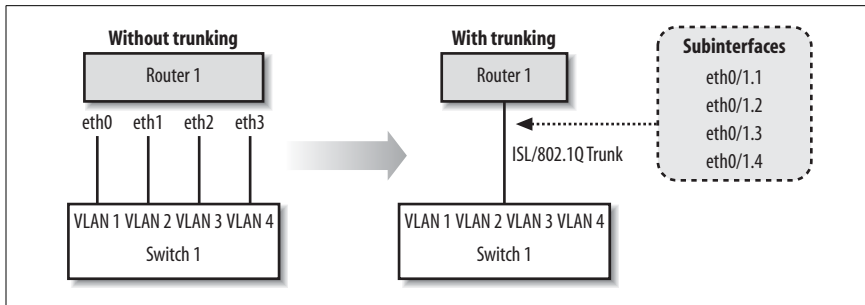 Without trunking
Router 1
eth0 eth1 eth2 eth3
VLAN 1 VLAN 2 VLAN 3 VLAN 4
Switch 1
With trunking
Router 1
ISL/802.1Q Trunk
VLAN 1 VLAN 2 VLAN 3 VLAN 4
Switch 1
Subinterfaces
eth0/1.1
eth0/1.2
eth0/1.3
eth0/1.4